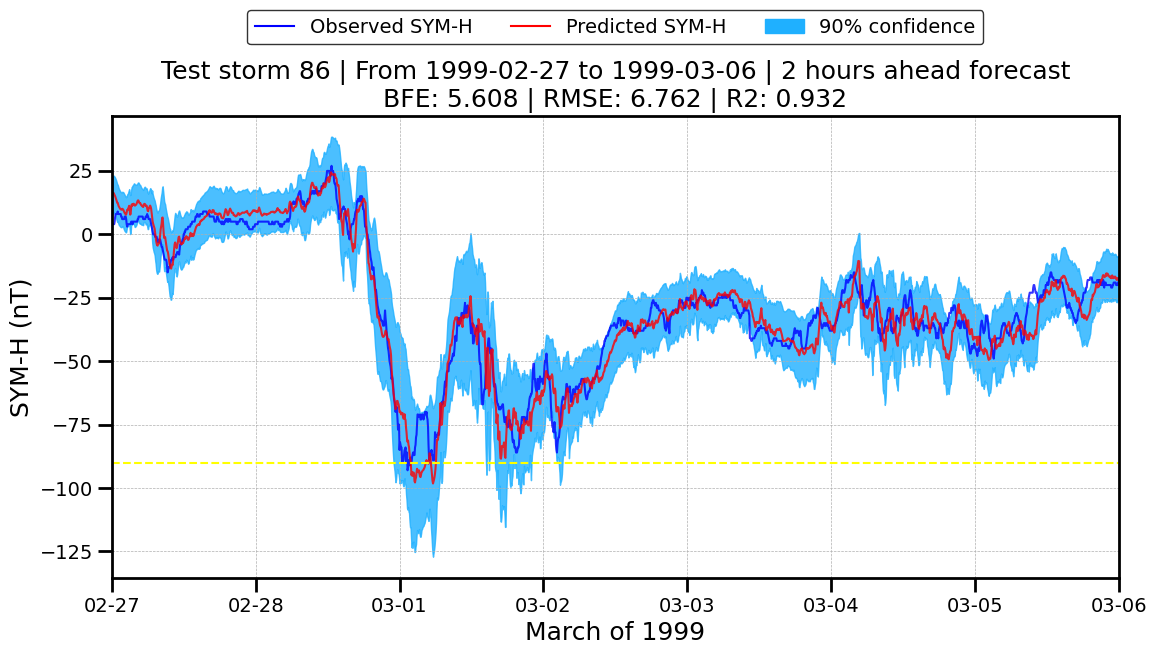 Observed SYM-H Predicted SYM-H 90% confidence
Test storm 86 | From 1999-02-27 to 1999-03-06 | 2 hours ahead forecast
BFE: 5.608 | RMSE: 6.762 | R2: 0.932
SYM-H (nT)
25
0
−25
−50
−75
−100
−125
02-27 02-28 03-01 03-02 03-03 03-04 03-05 03-06
March of 1999